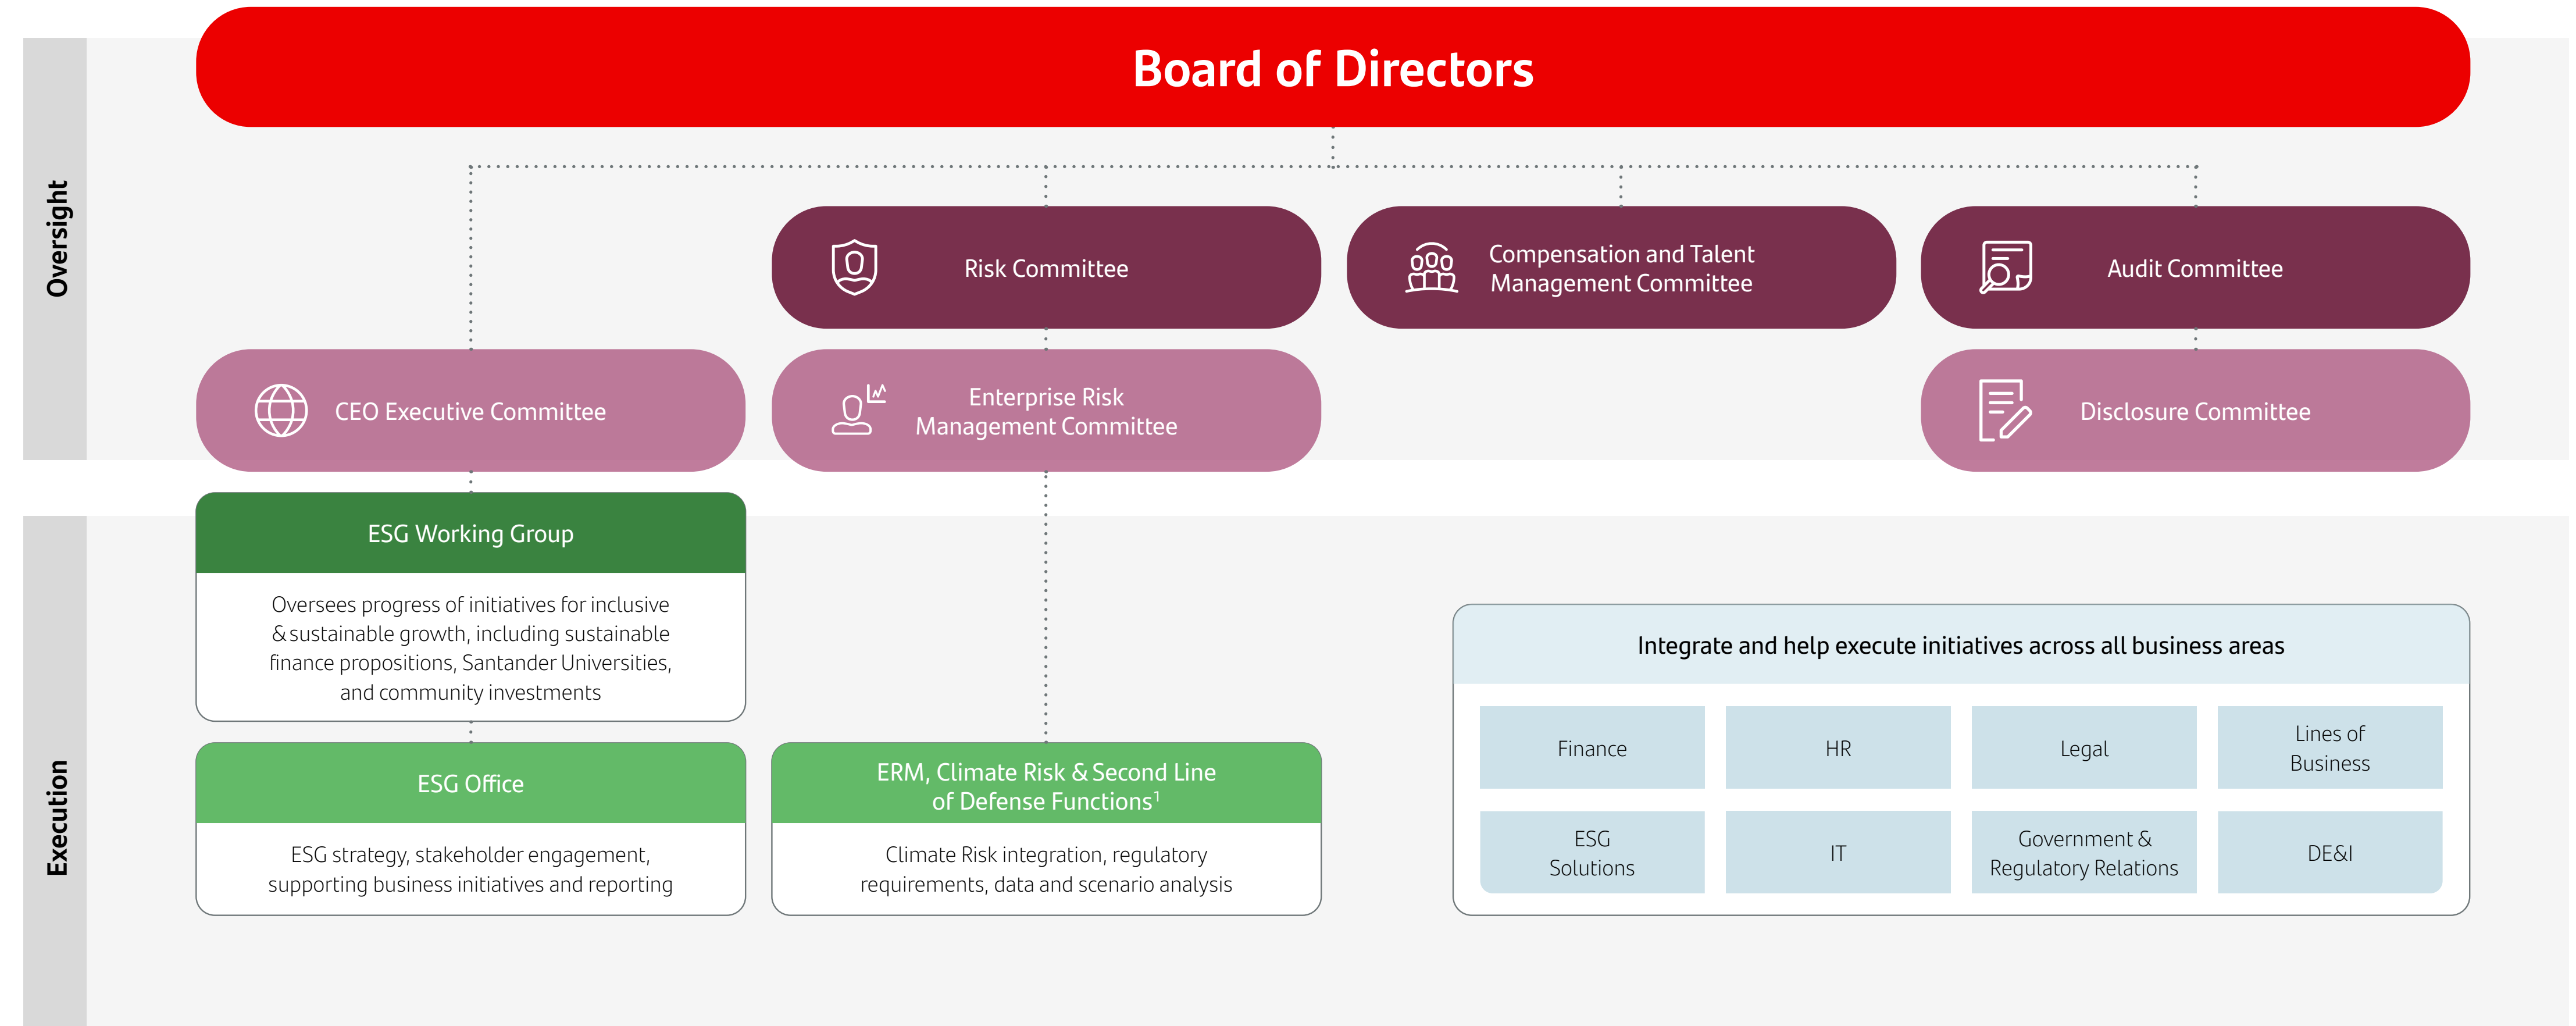 Board of Directors
Oversight
Risk Committee
Compensation and Talent
Management Committee
Audit Committee
CEO Executive Committee
Enterprise Risk
Management Committee
Disclosure Committee
Execution
ESG Working Group
Oversees progress of initiatives for inclusive
& sustainable growth, including sustainable
finance propositions, Santander Universities,
and community investments
ESG Office
ESG strategy, stakeholder engagement,
supporting business initiatives and reporting
ERM, Climate Risk & Second Line
of Defense Functions¹
Climate Risk integration, regulatory
requirements, data and scenario analysis
Integrate and help execute initiatives across all business areas
Finance
HR
Legal
Lines of
Business
ESG
Solutions
IT
Government &
Regulatory Relations
DE&I